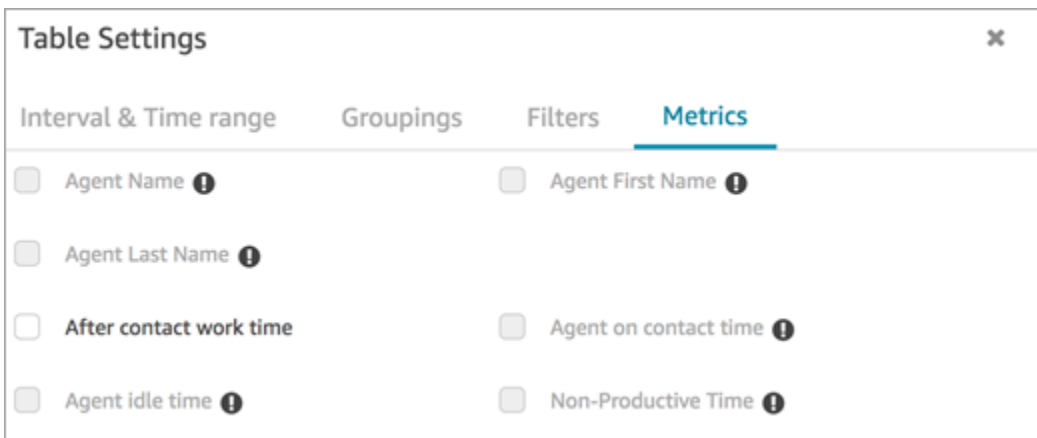 Table Settings
Interval & Time range Groupings Filters Metrics
Agent Name Agent First Name
Agent Last Name
After contact work time Agent on contact time
Agent idle time Non-Productive Time